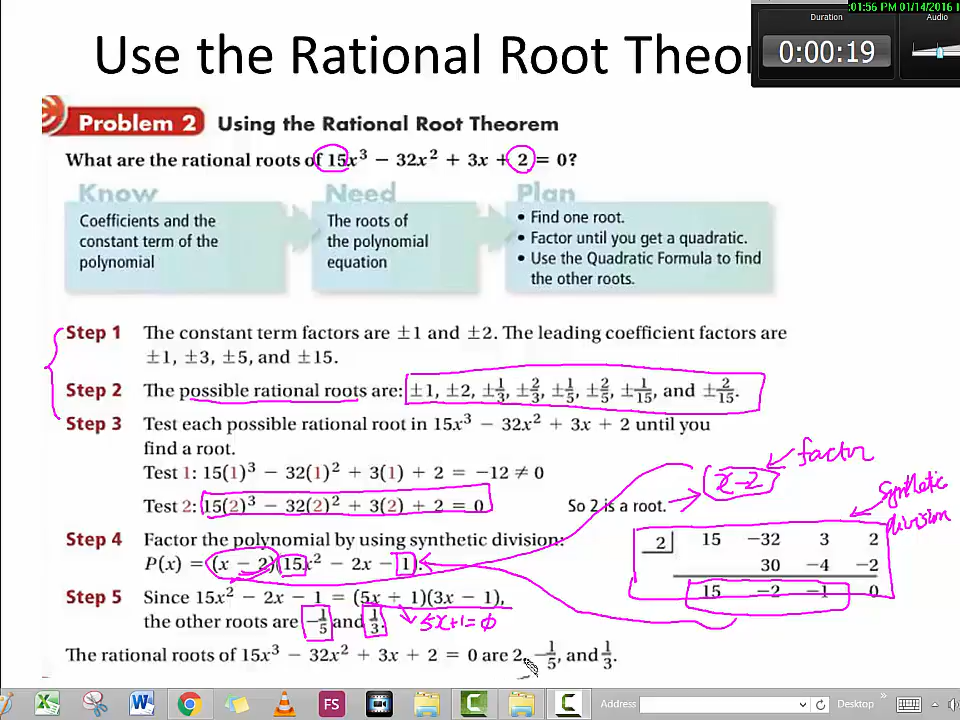 :01:56 PM 01/14/2016
Duration
Audio
0:00:19
Use the Rational Root Theor
Problem 2 Using the Rational Root Theorem
What are the rational roots of 15x³ − 32x² + 3x + 2 = 0?
Know
Need
Plan
Coefficients and the
constant term of the
polynomial
The roots of
the polynomial
equation
• Find one root.
• Factor until you get a quadratic.
• Use the Quadratic Formula to find
the other roots.
Step 1 The constant term factors are ±1 and ±2. The leading coefficient factors are
±1, ±3, ±5, and ±15.
Step 2 The possible rational roots are: ±1, ±2, ±1/3, ±2/3, ±1/5, ±2/5, ±1/15, and ±2/15.
Step 3 Test each possible rational root in 15x³ − 32x² + 3x + 2 until you
find a root.
Test 1: 15(1)³ − 32(1)² + 3(1) + 2 = −12 ≠ 0
Test 2: 15(2)³ − 32(2)² + 3(2) + 2 = 0 So 2 is a root.
x−2
factor
Synthetic
division
Step 4 Factor the polynomial by using synthetic division:
P(x) = (x − 2)(15x² − 2x − 1).
2 15 −32 3 2
30 −4 −2
15 −2 −1 0
Step 5 Since 15x² − 2x − 1 = (5x + 1)(3x − 1),
the other roots are −1/5 and 1/3.
5x+1=0
The rational roots of 15x³ − 32x² + 3x + 2 = 0 are 2, −1/5, and 1/3.
FS
Address
Desktop